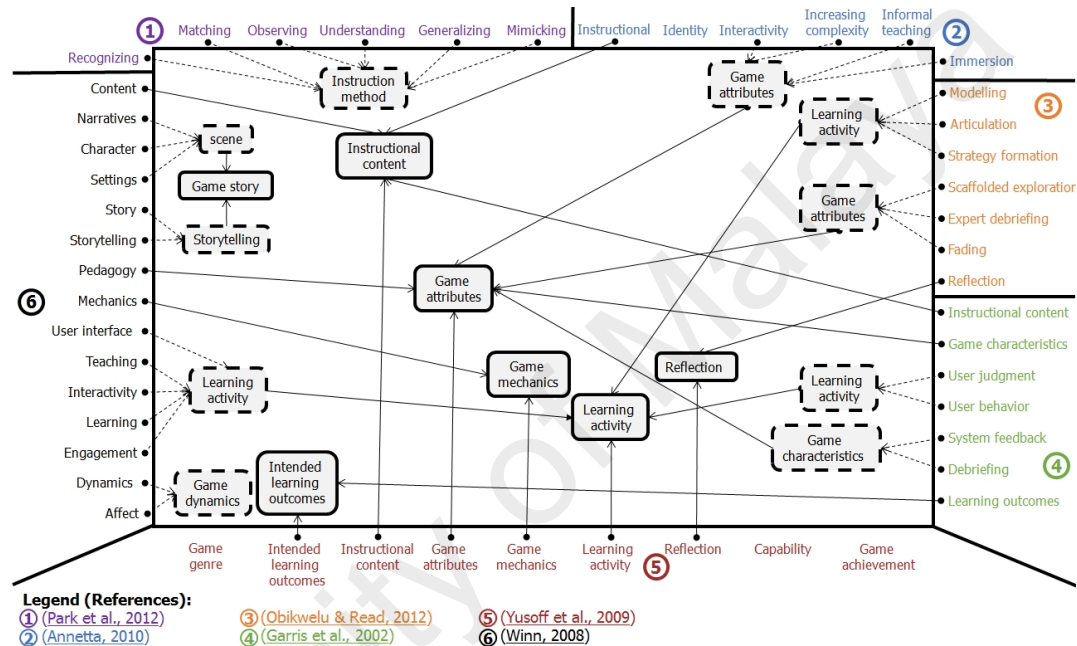 1 Matching Observing Understanding Generalizing Mimicking Instructional Identity Interactivity Increasing complexity Informal teaching 2
Recognizing
Content
Narratives
Character
Settings
Story
Storytelling
Pedagogy
6 Mechanics
User interface
Teaching
Interactivity
Learning
Engagement
Dynamics
Affect
Instruction
method
Game
attributes
scene
Instructional
content
Learning
activity
Game story
Game
attributes
Storytelling
Game
attributes
Game
mechanics
Reflection
Learning
activity
Learning
activity
Learning
activity
Game
characteristics
Intended
learning
outcomes
Game
dynamics
Immersion
Modelling 3
Articulation
Strategy formation
Scaffolded exploration
Expert debriefing
Fading
Reflection
Instructional content
Game characteristics
User judgment
User behavior
System feedback
Debriefing 4
Learning outcomes
Game
genre
Intended
learning
outcomes
Instructional
content
Game
attributes
Game
mechanics
Learning
activity
5
Reflection
Capability
Game
achievement
Legend (References):
1 (Park et al., 2012) 3 (Obikwelu & Read, 2012) 5 (Yusoff et al., 2009)
2 (Annetta, 2010) 4 (Garris et al., 2002) 6 (Winn, 2008)
ity of Malaya